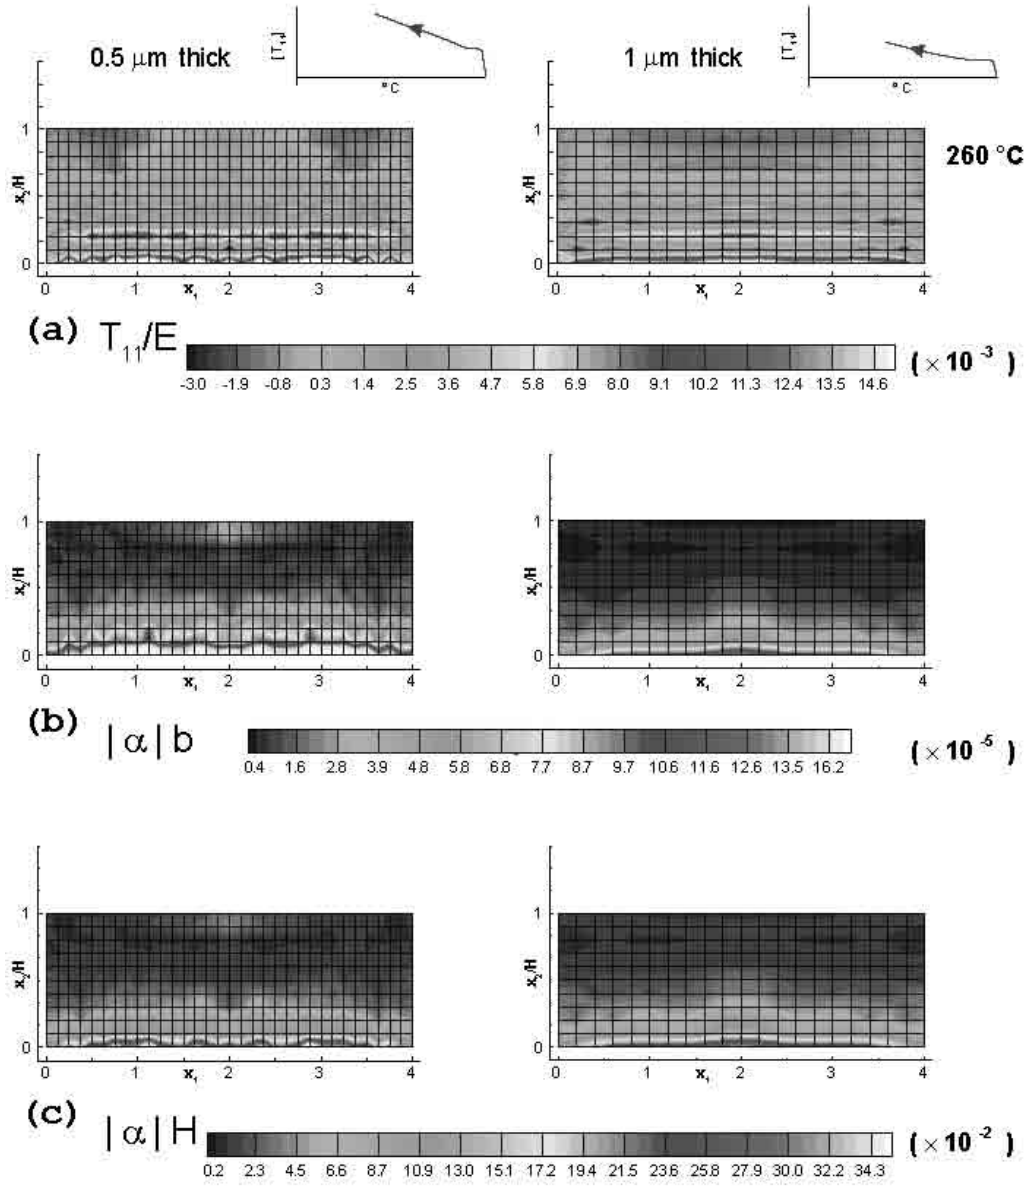 0.5 μm thick
[T₁₁]
°C
1 μm thick
[T₁₁]
°C
260 °C
1
x₂/H
0
0 1 x₁ 2 3 4
1
x₂/H
0
0 1 x₁ 2 3 4
(a) T₁₁/E
-3.0 -1.9 -0.8 0.3 1.4 2.5 3.6 4.7 5.8 6.9 8.0 9.1 10.2 11.3 12.4 13.5 14.6
(×10⁻³)
1
x₂/H
0
0 1 x₁ 2 3 4
1
x₂/H
0
0 1 x₁ 2 3 4
(b) |α|b
0.4 1.6 2.8 3.9 4.8 5.8 6.8 7.7 8.7 9.7 10.6 11.6 12.6 13.5 16.2
(×10⁻⁵)
1
x₂/H
0
0 1 x₁ 2 3 4
1
x₂/H
0
0 1 x₁ 2 3 4
(c) |α|H
0.2 2.3 4.5 6.6 8.7 10.9 13.0 15.1 17.2 19.4 21.5 23.6 25.8 27.9 30.0 32.2 34.3
(×10⁻²)